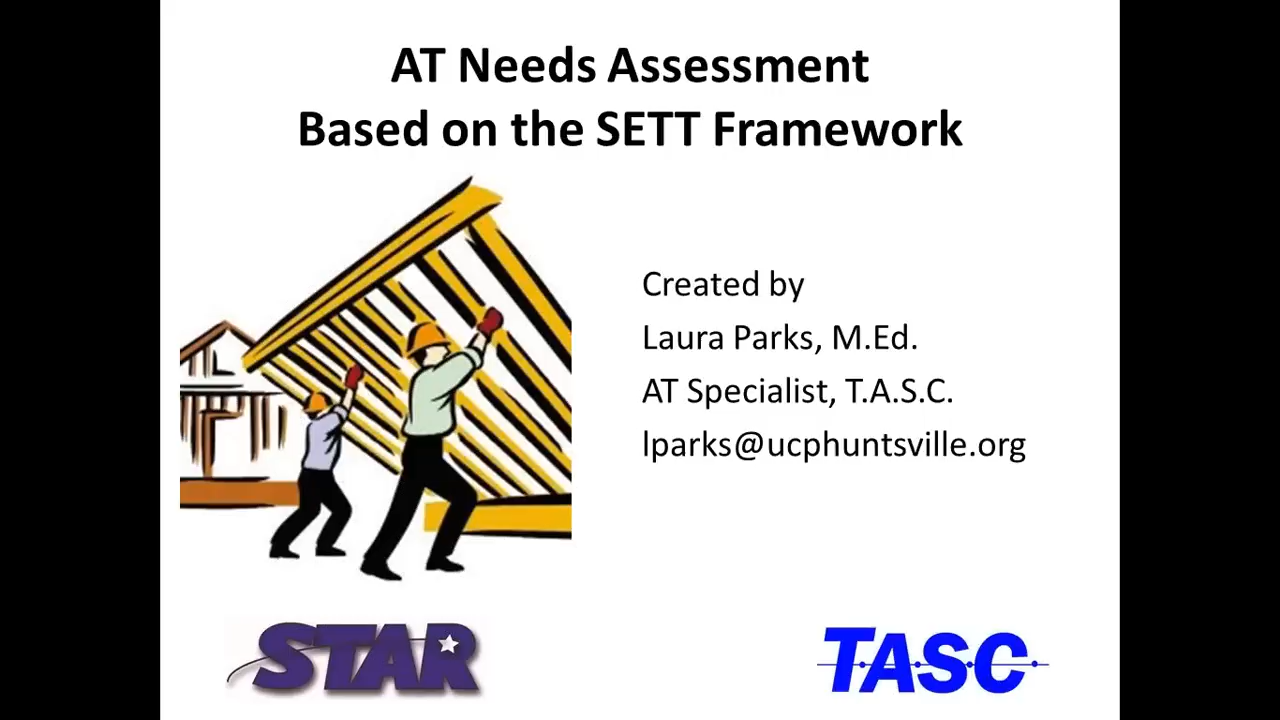 AT Needs Assessment
Based on the SETT Framework
Created by
Laura Parks, M.Ed.
AT Specialist, T.A.S.C.
lparks@ucphuntsville.org
STAR
TASC